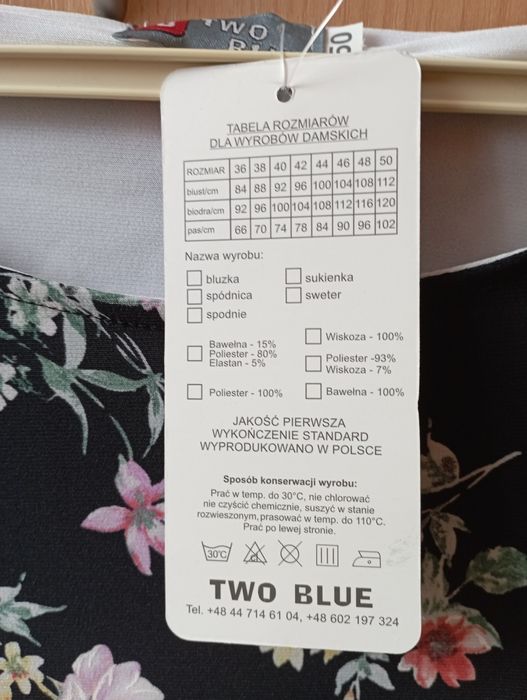 TWO
BLUE
50
TABELA ROZMIARÓW
DLA WYROBÓW DAMSKICH
ROZMIAR 36 38 40 42 44 46 48 50
biust/cm 84 88 92 96 100 104 108 112
biodra/cm 92 96 100 104 108 112 116 120
pas/cm 66 70 74 78 84 90 96 102
Nazwa wyrobu:
bluzka sukienka
spódnica sweter
spodnie
Bawełna - 15% Wiskoza - 100%
Poliester - 80%
Elastan - 5%
Poliester -93%
Wiskoza - 7%
Poliester - 100% Bawełna - 100%
JAKOŚĆ PIERWSZA
WYKOŃCZENIE STANDARD
WYPRODUKOWANO W POLSCE
Sposób konserwacji wyrobu:
Prać w temp. do 30°C, nie chlorować
nie czyścić chemicznie, suszyć w stanie
rozwieszonym, prasować w temp. do 110°C.
Prać po lewej stronie.
30°C
cl
TWO BLUE
Tel. +48 44 714 61 04, +48 602 197 324